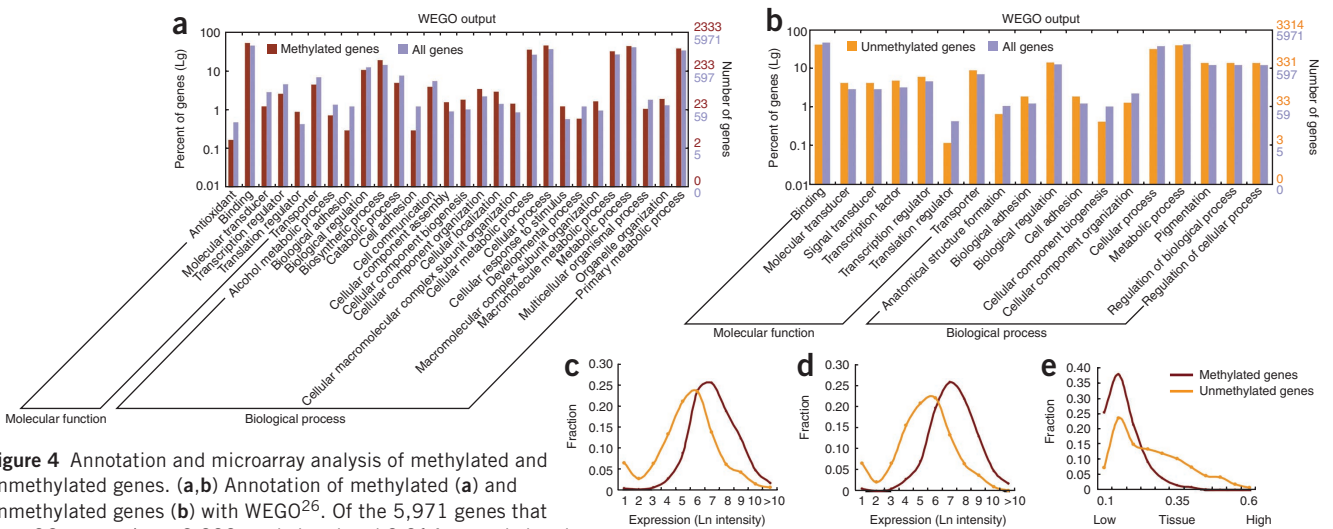 a
WEGO output
Methylated genes
All genes
Percent of genes (Lg)
100
10
1
0.1
0.01
2333
5971
233
597
23
59
2
5
0
0
Number of genes
Antioxidant
Binding
Molecular transducer
Transcription regulator
Translation regulator
Transporter
Alcohol metabolic process
Biological adhesion
Biological regulation
Biosynthetic process
Catabolic process
Cell adhesion
Cell communication
Cellular component assembly
Cellular component biogenesis
Cellular component organization
Cellular localization
Cellular macromolecular complex subunit organization
Cellular metabolic process
Cellular process
Cellular response to stimulus
Developmental process
Macromolecular complex subunit organization
Macromolecule metabolic process
Metabolic process
Multicellular organismal process
Organelle organization
Primary metabolic process
Molecular function
Biological process
b
WEGO output
Unmethylated genes
All genes
Percent of genes (Lg)
100
10
1
0.1
0.01
3314
5971
331
597
33
59
3
5
0
0
Number of genes
Binding
Molecular transducer
Signal transducer
Transcription factor
Transcription regulator
Translation regulator
Transporter
Anatomical structure formation
Biological adhesion
Biological regulation
Cell adhesion
Cellular component biogenesis
Cellular component organization
Cellular process
Metabolic process
Pigmentation
Regulation of biological process
Regulation of cellular process
Molecular function
Biological process
c
Fraction
0.30
0.25
0.20
0.15
0.10
0.05
0
1 2 3 4 5 6 7 8 9 10 >10
Expression (Ln intensity)
d
Fraction
0.30
0.25
0.20
0.15
0.10
0.05
0
1 2 3 4 5 6 7 8 9 10 >10
Expression (Ln intensity)
e
Fraction
0.40
0.35
0.30
0.25
0.20
0.15
0.10
0.05
0
0.1 0.35 0.6
Low Tissue High
Methylated genes
Unmethylated genes
igure 4 Annotation and microarray analysis of methylated and
nmethylated genes. (a,b) Annotation of methylated (a) and
nmethylated genes (b) with WEGO26. Of the 5,971 genes that